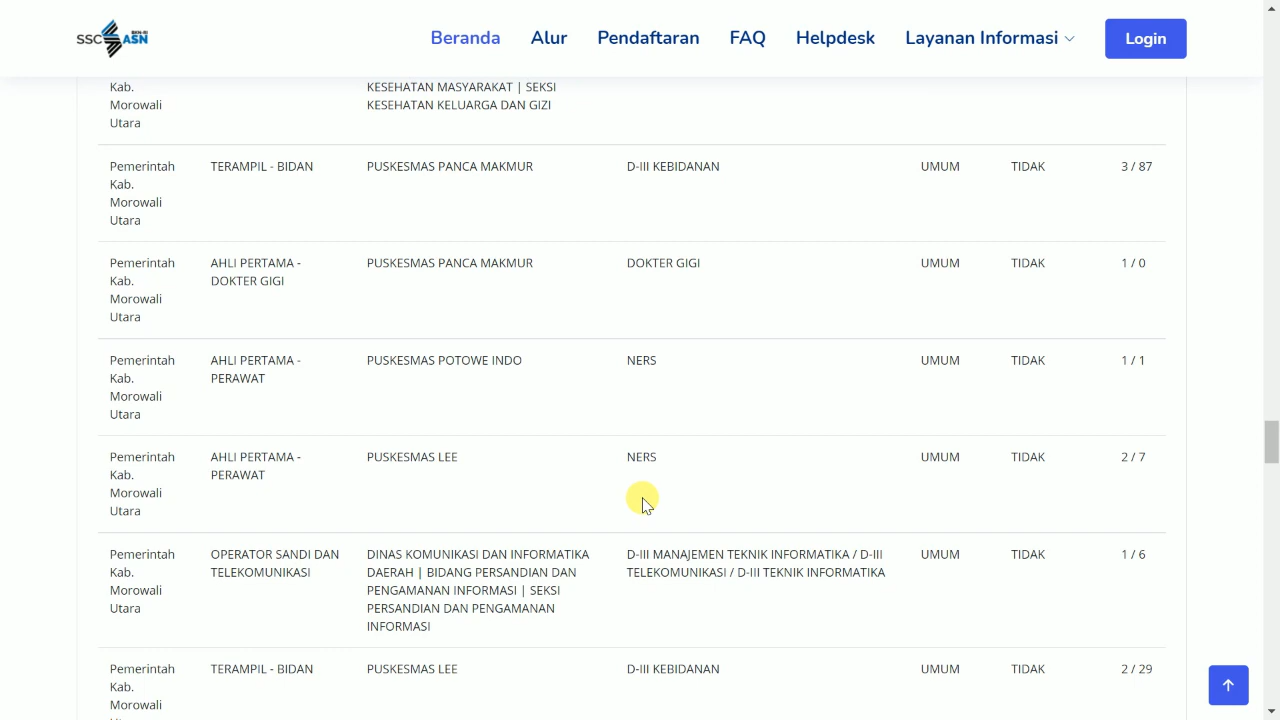 SSC BKN-RI ASN
Beranda Alur Pendaftaran FAQ Helpdesk Layanan Informasi Login
Kab. Morowali Utara
KESEHATAN MASYARAKAT | SEKSI
KESEHATAN KELUARGA DAN GIZI
Pemerintah
Kab.
Morowali
Utara
TERAMPIL - BIDAN
PUSKESMAS PANCA MAKMUR
D-III KEBIDANAN
UMUM
TIDAK
3 / 87
Pemerintah
Kab.
Morowali
Utara
AHLI PERTAMA -
DOKTER GIGI
PUSKESMAS PANCA MAKMUR
DOKTER GIGI
UMUM
TIDAK
1 / 0
Pemerintah
Kab.
Morowali
Utara
AHLI PERTAMA -
PERAWAT
PUSKESMAS POTOWE INDO
NERS
UMUM
TIDAK
1 / 1
Pemerintah
Kab.
Morowali
Utara
AHLI PERTAMA -
PERAWAT
PUSKESMAS LEE
NERS
UMUM
TIDAK
2 / 7
Pemerintah
Kab.
Morowali
Utara
OPERATOR SANDI DAN
TELEKOMUNIKASI
DINAS KOMUNIKASI DAN INFORMATIKA
DAERAH | BIDANG PERSANDIAN DAN
PENGAMANAN INFORMASI | SEKSI
PERSANDIAN DAN PENGAMANAN
INFORMASI
D-III MANAJEMEN TEKNIK INFORMATIKA / D-III
TELEKOMUNIKASI / D-III TEKNIK INFORMATIKA
UMUM
TIDAK
1 / 6
Pemerintah
Kab.
Morowali
TERAMPIL - BIDAN
PUSKESMAS LEE
D-III KEBIDANAN
UMUM
TIDAK
2 / 29